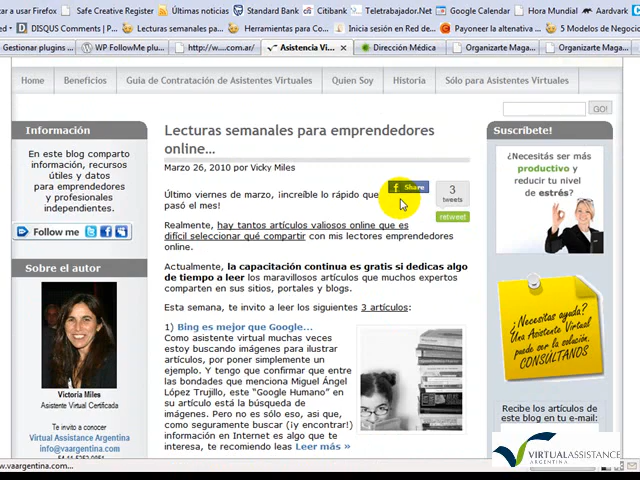 ar a usar Firefox
Safe Creative Register
Últimas noticias
Standard Bank
Citibank
Teletrabajador.Net
Google Calendar
Hora Mundial
Aardvark
DISQUS Comments | P...
Lecturas semanales pa...
Herramientas para Co...
Inicia sesión en Red de...
Payoneer la altenativa ...
5 Modelos de Negocio
Gestionar plugins ...
WP FollowMe plu...
http://w....com.ar/
Asistencia Vi...
Dirección Médica
Organizarte Maga...
Organizarte Maga...
Home
Beneficios
Guia de Contratación de Asistentes Virtuales
Quien Soy
Historia
Sólo para Asistentes Virtuales
GO!
Información
En este blog comparto
información, recursos
útiles y datos
para emprendedores
y profesionales
independientes.
Follow me
Sobre el autor
Victoria Miles
Asistente Virtual Certificada
Te invito a conocer
Virtual Assistance Argentina
info@vaargentina.com
Lecturas semanales para emprendedores
online...
Marzo 26, 2010 por Vicky Miles
Share
3
tweets
retweet
Último viernes de marzo, ¡increíble lo rápido que
pasó el mes!
Realmente, hay tantos artículos valiosos online que es
difícil seleccionar qué compartir con mis lectores emprendedores
online.
Actualmente, la capacitación continua es gratis si dedicas algo
de tiempo a leer los maravillosos artículos que muchos expertos
comparten en sus sitios, portales y blogs.
Esta semana, te invito a leer los siguientes 3 artículos:
1) Bing es mejor que Google...
Como asistente virtual muchas veces
estoy buscando imágenes para ilustrar
artículos, por poner simplemente un
ejemplo. Y tengo que confirmar que entre
las bondades que menciona Miguel Ángel
López Trujillo, este "Google Humano" en
su artículo está la búsqueda de
imágenes. Pero no es sólo eso, asi que,
como seguramente buscar (¡y encontrar!)
información en Internet es algo que te
interesa, te recomiendo leas Leer más »
Suscribete!
¿Necesitás ser más
productivo y
reducir tu nivel
de estrés?
¿Necesitas ayuda?
Una Asistente Virtual
puede ser la solución.
CONSÚLTANOS
Recibe los artículos de
este blog en tu e-mail:
VIRTUALASSISTANCE
ARGENTINA
w.vaargentina.com...